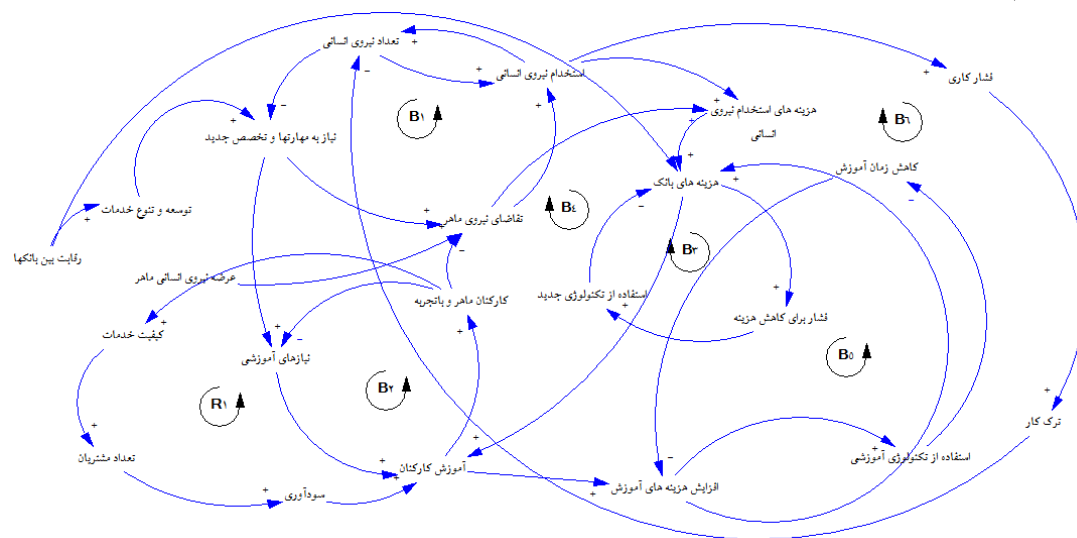 تعداد نیروی انسانی
استخدام نیروی انسانی
فشار کاری
هزینه های استخدام نیروی
انسانی
نیاز به مهارتها و تخصص جدید
کاهش زمان آموزش
هزینه های بانک
توسعه و تنوع خدمات
تقاضای نیروی ماهر
رقابت بین بانکها
عرضه نیروی انسانی ماهر
کارکنان ماهر و باتجربه
استفاده از تکنولوژی جدید
فشار برای کاهش هزینه
کیفیت خدمات
نیازهای آموزشی
ترک کار
تعداد مشتریان
آموزش کارکنان
استفاده از تکنولوژی آموزشی
سودآوری
افزایش هزینه های آموزش
B۱
B٦
B٤
B۳
B٥
B۲
R۱